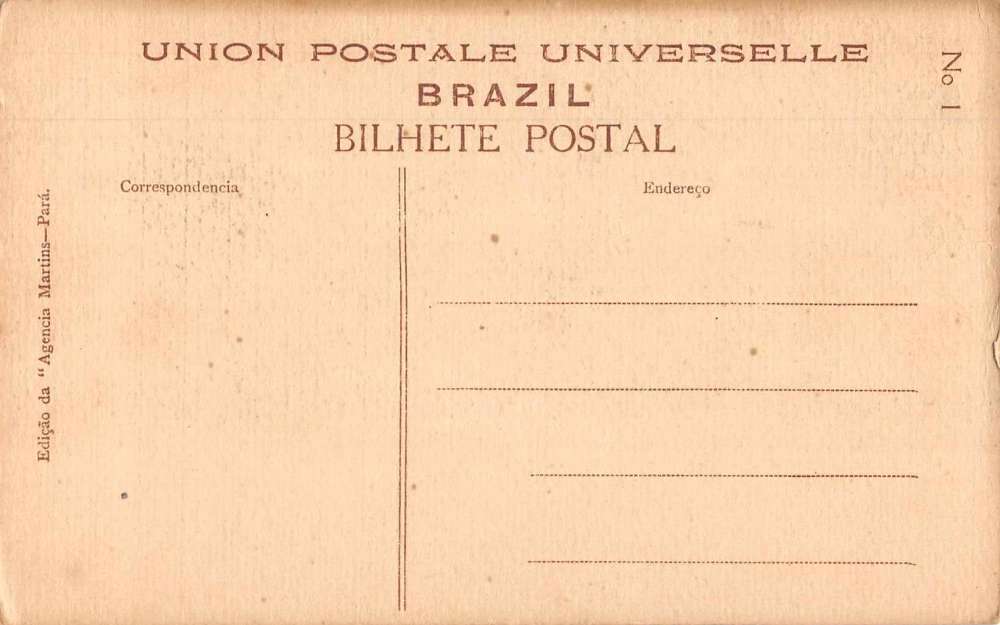 UNION POSTALE UNIVERSELLE
BRAZIL
BILHETE POSTAL
No 1
Correspondencia
Endereço
Edição da "Agencia Martins—Pará.